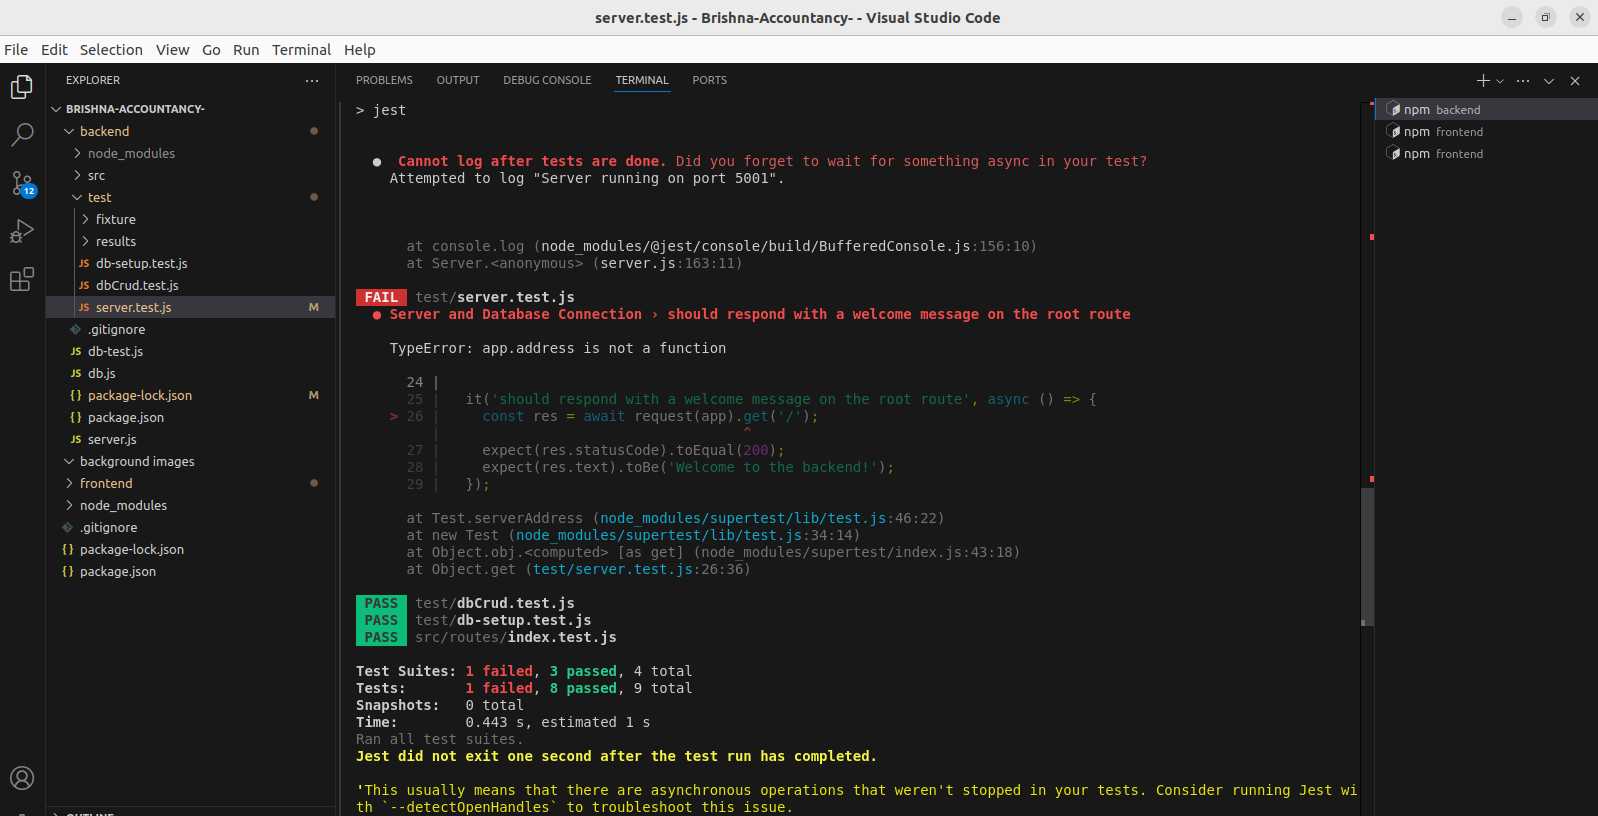 server.test.js - Brishna-Accountancy- - Visual Studio Code
File Edit Selection View Go Run Terminal Help
EXPLORER
BRISHNA-ACCOUNTANCY-
backend
node_modules
src
test
fixture
results
JS db-setup.test.js
JS dbCrud.test.js
JS server.test.js M
.gitignore
JS db-test.js
JS db.js
{} package-lock.json M
{} package.json
JS server.js
background images
frontend
node_modules
.gitignore
{} package-lock.json
{} package.json
12
PROBLEMS OUTPUT DEBUG CONSOLE TERMINAL PORTS
> jest
● Cannot log after tests are done. Did you forget to wait for something async in your test?
Attempted to log "Server running on port 5001".
at console.log (node_modules/@jest/console/build/BufferedConsole.js:156:10)
at Server.<anonymous> (server.js:163:11)
FAIL test/server.test.js
● Server and Database Connection › should respond with a welcome message on the root route
TypeError: app.address is not a function
24 |
25 | it('should respond with a welcome message on the root route', async () => {
> 26 | const res = await request(app).get('/');
| ^
27 | expect(res.statusCode).toEqual(200);
28 | expect(res.text).toBe('Welcome to the backend!');
29 | });
at Test.serverAddress (node_modules/supertest/lib/test.js:46:22)
at new Test (node_modules/supertest/lib/test.js:34:14)
at Object.obj.<computed> [as get] (node_modules/supertest/index.js:43:18)
at Object.get (test/server.test.js:26:36)
PASS test/dbCrud.test.js
PASS test/db-setup.test.js
PASS src/routes/index.test.js
Test Suites: 1 failed, 3 passed, 4 total
Tests: 1 failed, 8 passed, 9 total
Snapshots: 0 total
Time: 0.443 s, estimated 1 s
Ran all test suites.
Jest did not exit one second after the test run has completed.
'This usually means that there are asynchronous operations that weren't stopped in your tests. Consider running Jest wi
th `--detectOpenHandles` to troubleshoot this issue.
npm backend
npm frontend
npm frontend
OUTLINE